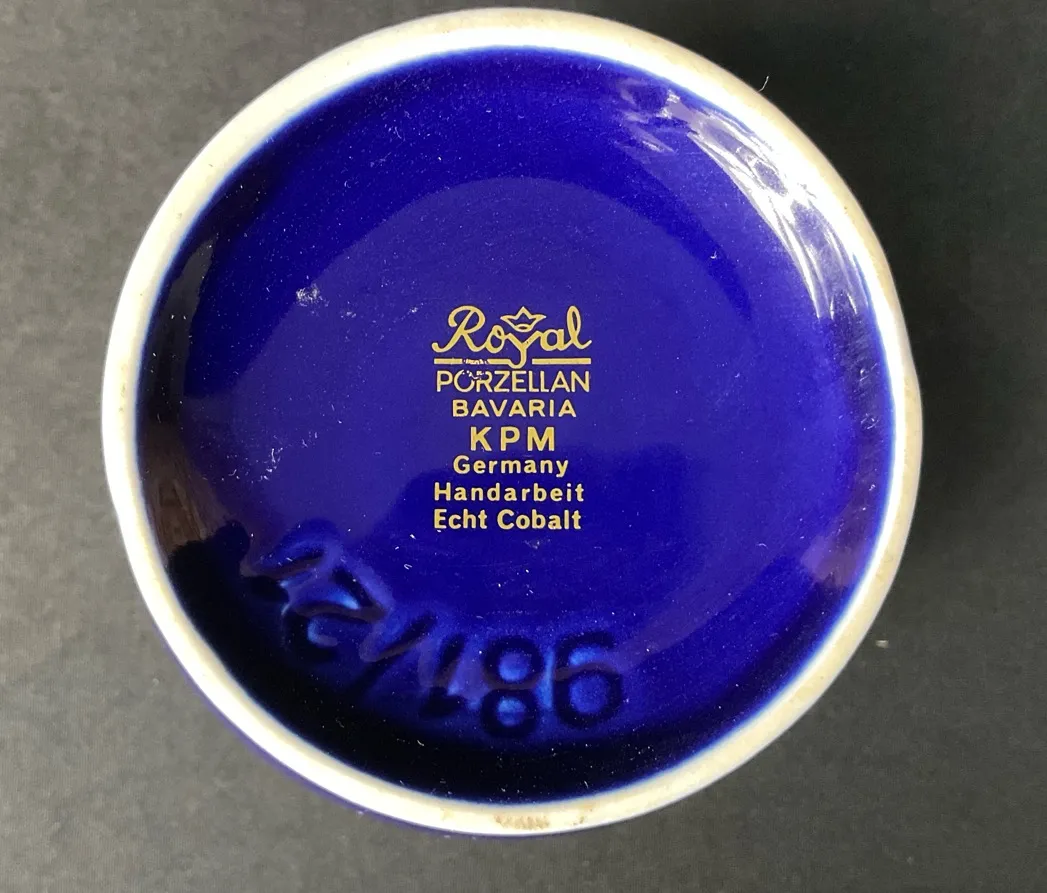 Royal
PORZELLAN
BAVARIA
KPM
Germany
Handarbeit
Echt Cobalt